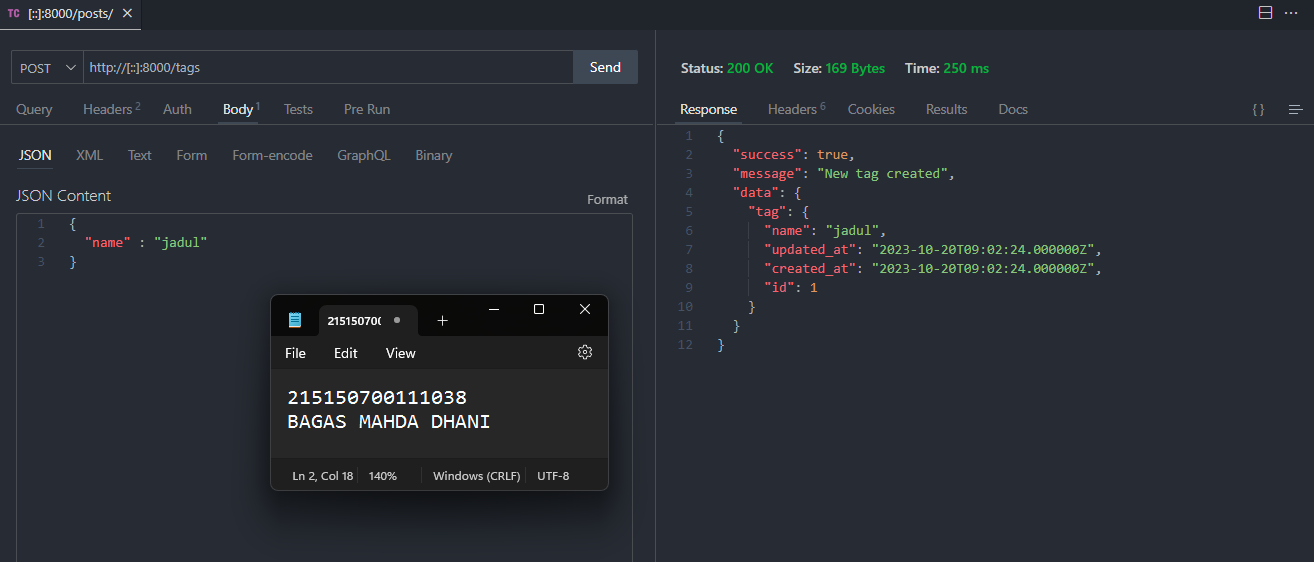 TC [::]:8000/posts/
POST http://[::]:8000/tags Send
Query Headers 2 Auth Body 1 Tests Pre Run
JSON XML Text Form Form-encode GraphQL Binary
JSON Content Format
1 {
2 "name" : "jadul"
3 }
215150700
File Edit View
215150700111038
BAGAS MAHDA DHANI
Ln 2, Col 18 140% Windows (CRLF) UTF-8
Status: 200 OK Size: 169 Bytes Time: 250 ms
Response Headers 6 Cookies Results Docs { }
1 {
2 "success": true,
3 "message": "New tag created",
4 "data": {
5 "tag": {
6 "name": "jadul",
7 "updated_at": "2023-10-20T09:02:24.000000Z",
8 "created_at": "2023-10-20T09:02:24.000000Z",
9 "id": 1
10 }
11 }
12 }